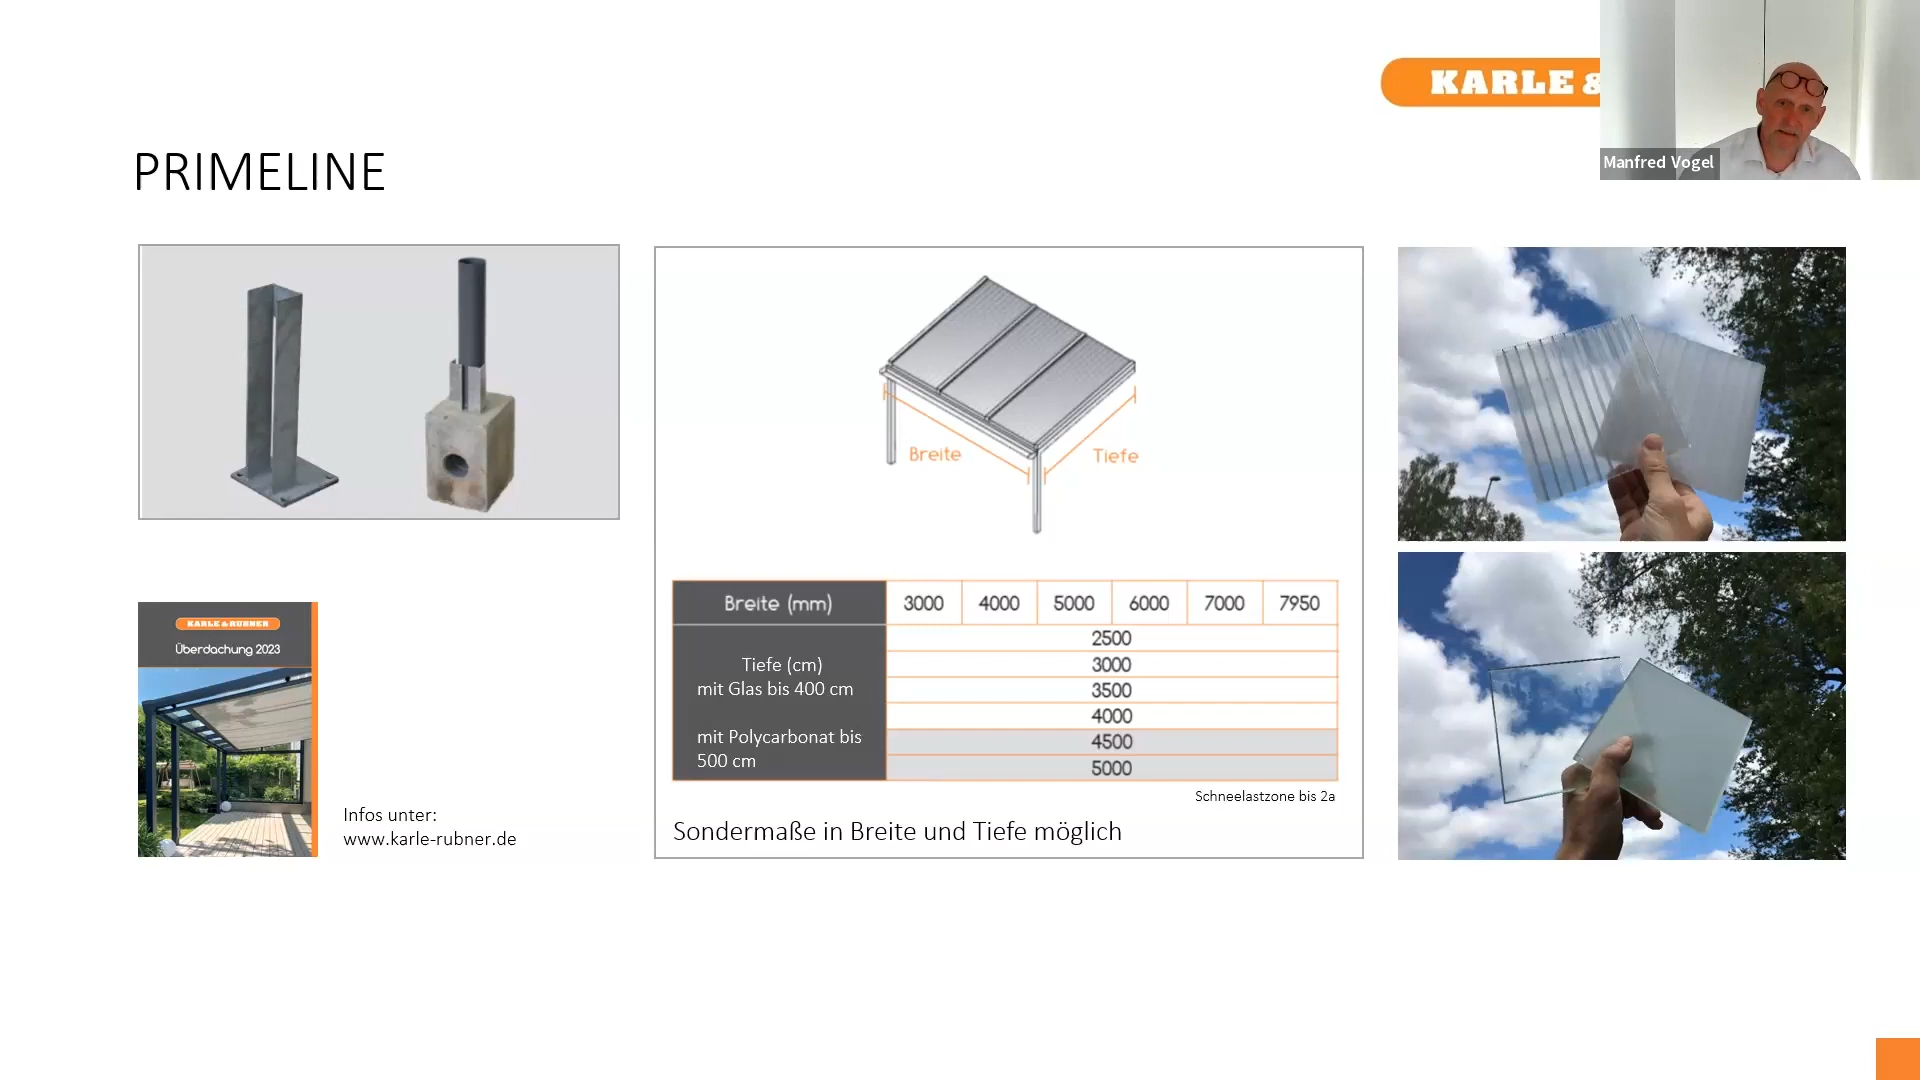 KARLE &
Manfred Vogel
PRIMELINE
Breite
Tiefe
KARLE & RUBNER
Überdachung 2023
Infos unter:
www.karle-rubner.de
Breite (mm) 3000 4000 5000 6000 7000 7950
Tiefe (cm)
mit Glas bis 400 cm
mit Polycarbonat bis
500 cm
2500
3000
3500
4000
4500
5000
Schneelastzone bis 2a
Sondermaße in Breite und Tiefe möglich